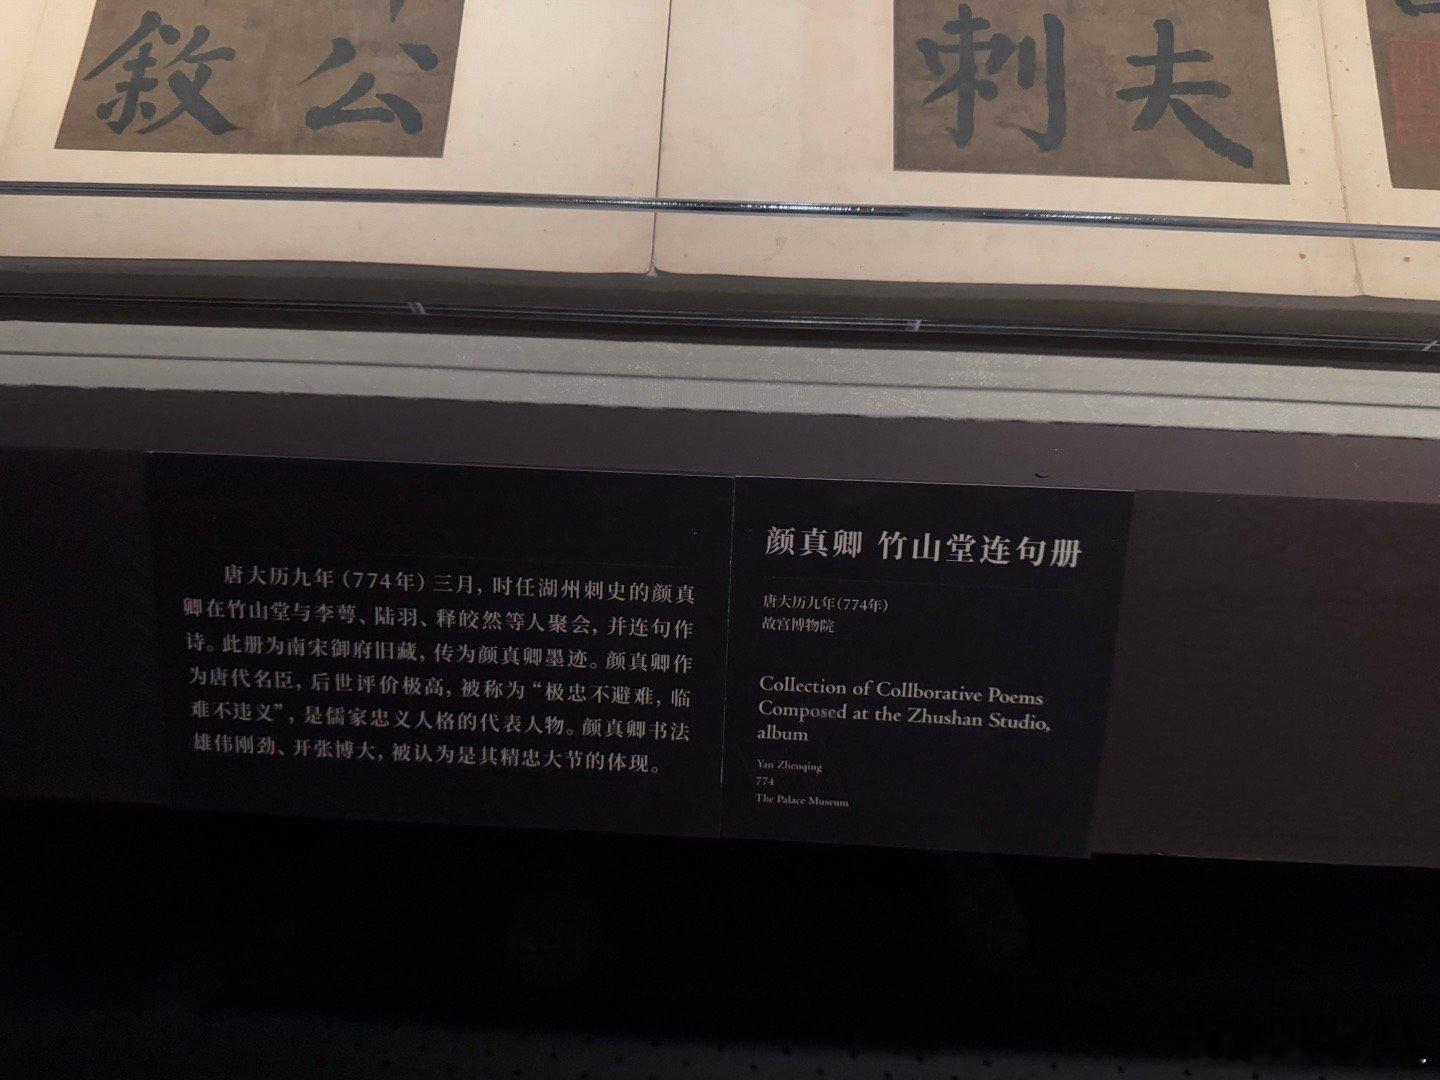 敘 公
刺 夫
唐大历九年（774年）三月，时任湖州刺史的颜真
卿在竹山堂与李萼、陆羽、释皎然等人聚会，并连句作
诗。此册为南宋御府旧藏，传为颜真卿墨迹。颜真卿作
为唐代名臣，后世评价极高，被称为“极忠不避难，临
难不违义”，是儒家忠义人格的代表人物。颜真卿书法
雄伟刚劲、开张博大，被认为是其精忠大节的体现。
颜真卿 竹山堂连句册
唐大历九年（774年）
故宫博物院
Collection of Collborative Poems
Composed at the Zhushan Studio,
album
Yan Zhenqing
774
The Palace Museum